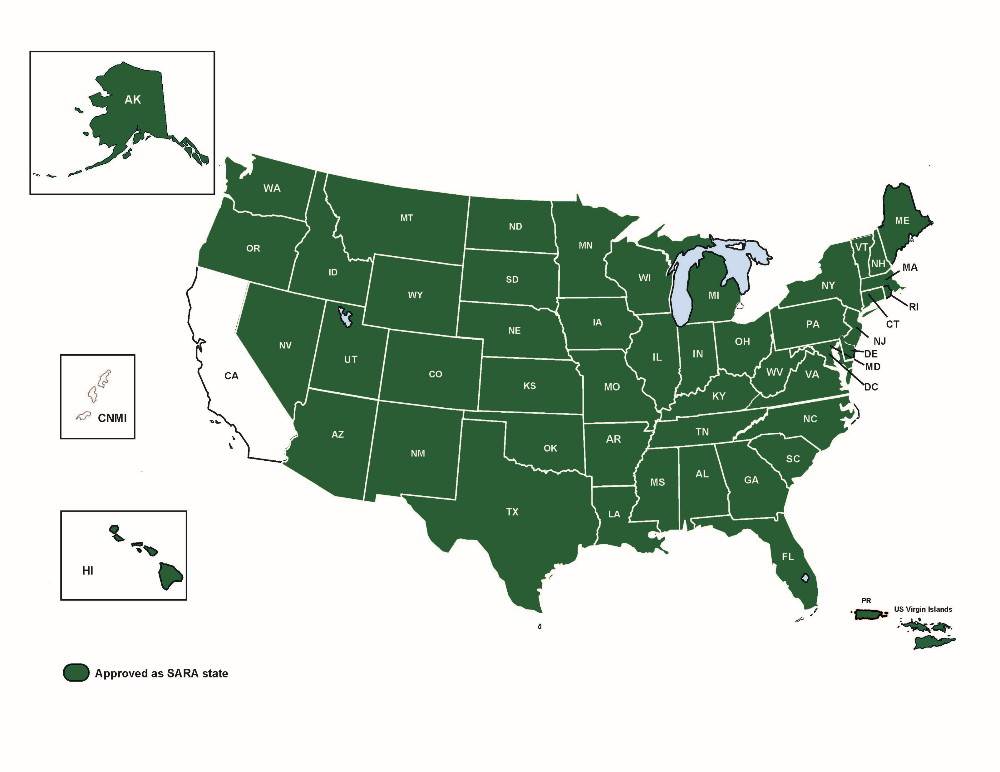 AK
WA
MT
ND
MN
ME
OR
ID
WY
SD
WI
MI
VT
NH
MA
NY
RI
CT
NV
UT
CO
NE
KS
IA
IL
IN
OH
PA
NJ
DE
MD
DC
CA
MO
KY
WV
VA
CNMI
AZ
NM
OK
AR
TN
NC
SC
MS
AL
GA
TX
LA
HI
FL
PR
US Virgin Islands
Approved as SARA state